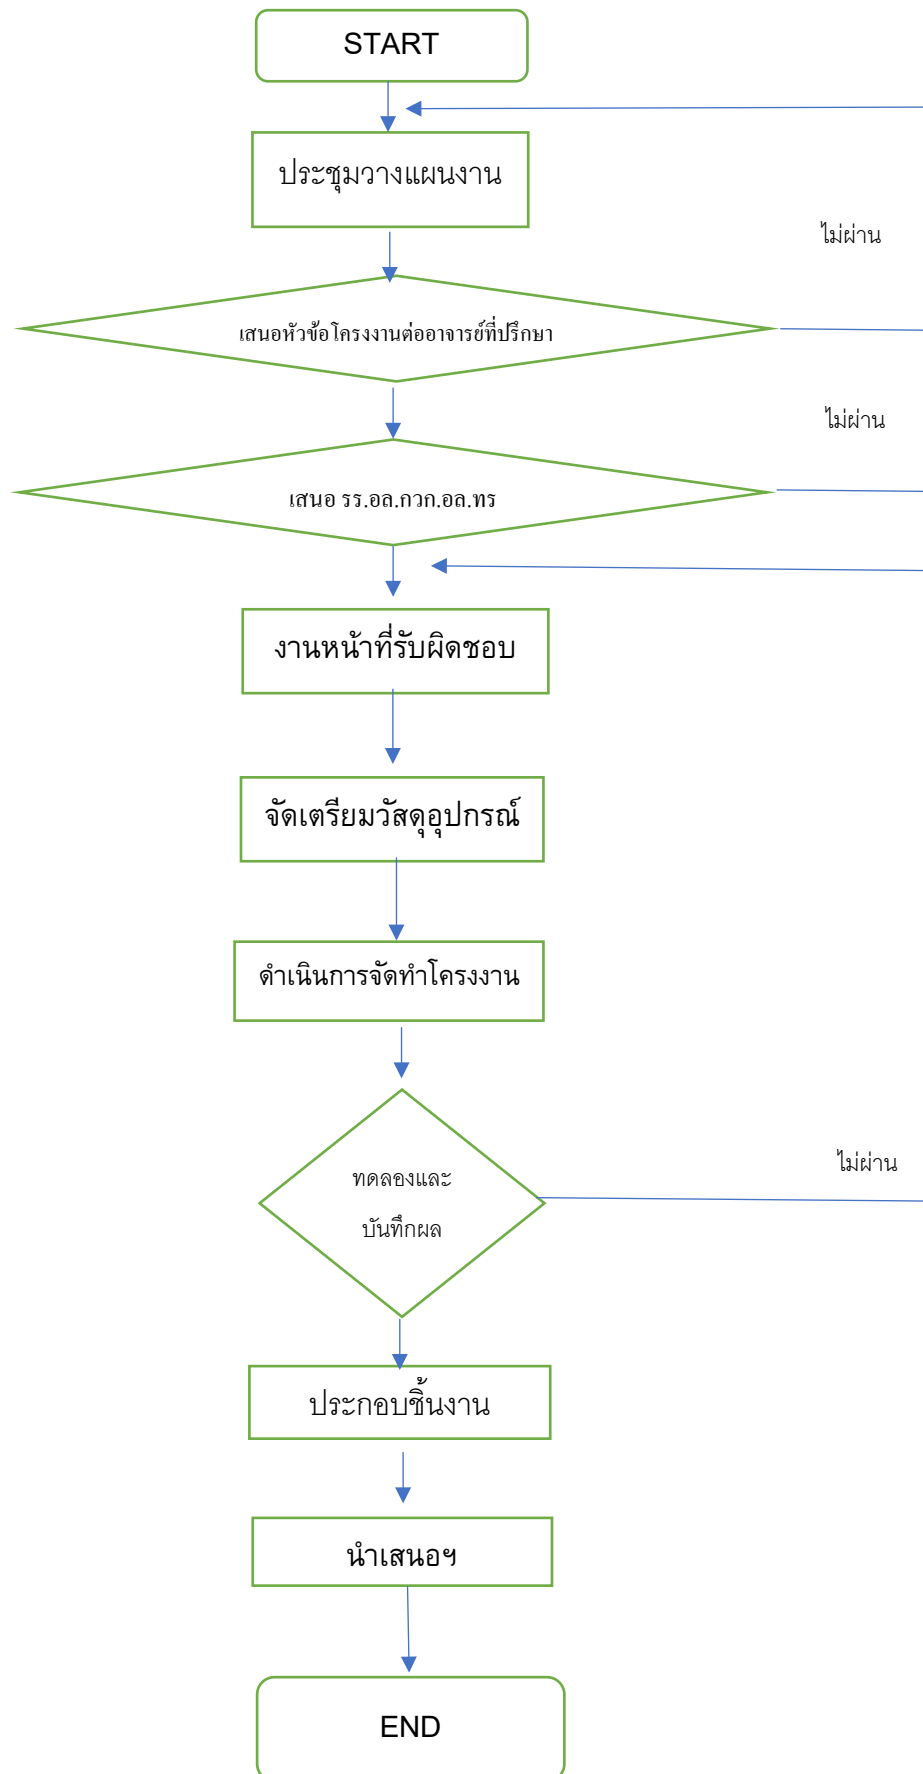 START
ประชุมวางแผนงาน
ไม่ผ่าน
เสนอหัวข้อโครงงานต่ออาจารย์ที่ปรึกษา
ไม่ผ่าน
เสนอ รร.อล.กวก.อล.ทร
งานหน้าที่รับผิดชอบ
จัดเตรียมวัสดุอุปกรณ์
ดำเนินการจัดทำโครงงาน
ไม่ผ่าน
ทดลองและ
บันทึกผล
ประกอบชิ้นงาน
นำเสนอฯ
END